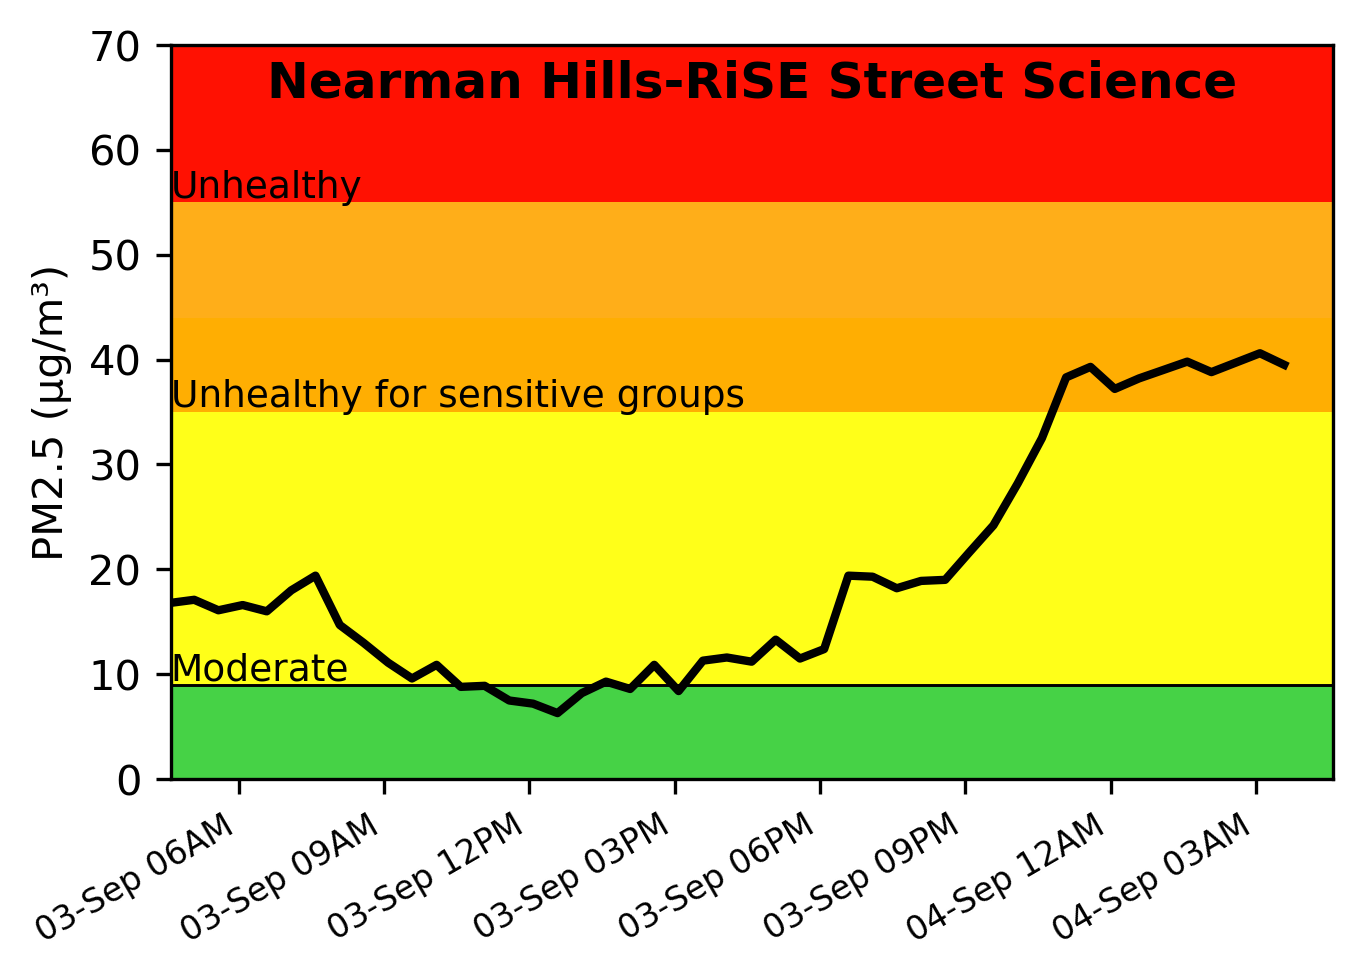 Nearman Hills-RiSE Street Science
PM2.5 (µg/m³)
70
60
50
40
30
20
10
0
Unhealthy
Unhealthy for sensitive groups
Moderate
03-Sep 06AM
03-Sep 09AM
03-Sep 12PM
03-Sep 03PM
03-Sep 06PM
03-Sep 09PM
04-Sep 12AM
04-Sep 03AM